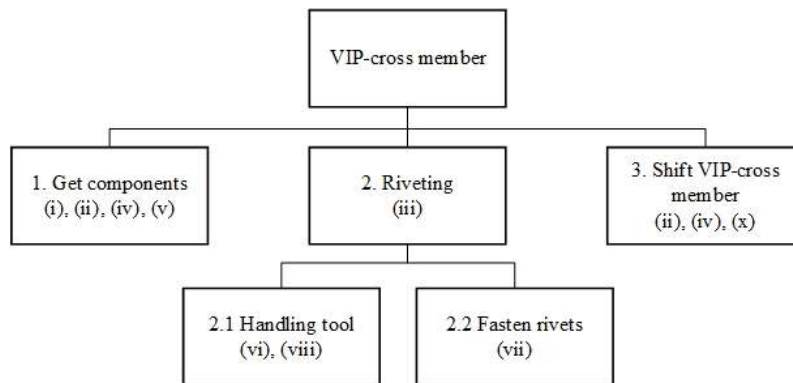 VIP-cross member
1. Get components
(i), (ii), (iv), (v)
2. Riveting
(iii)
3. Shift VIP-cross
member
(ii), (iv), (x)
2.1 Handling tool
(vi), (viii)
2.2 Fasten rivets
(vii)